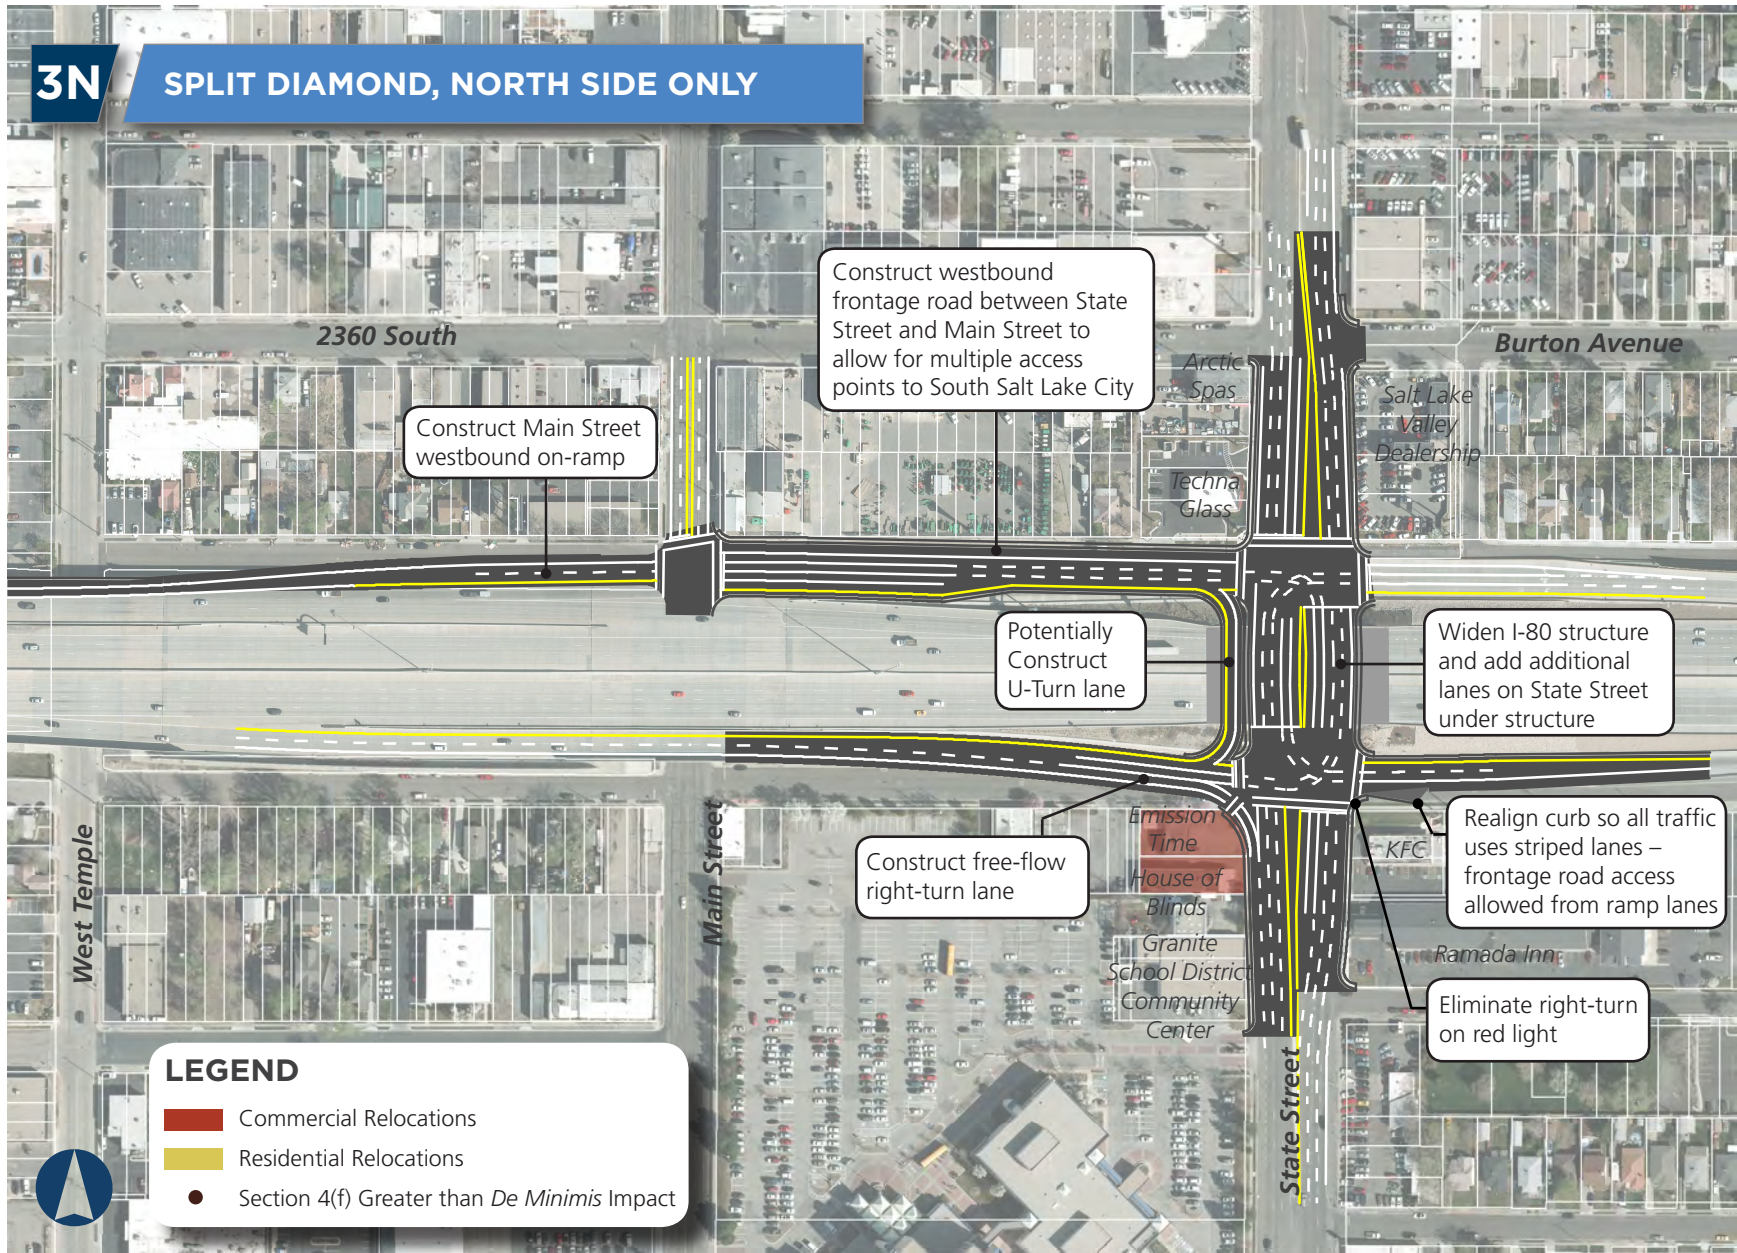 3N
SPLIT DIAMOND, NORTH SIDE ONLY
Construct westbound
frontage road between State
Street and Main Street to
allow for multiple access
points to South Salt Lake City
2360 South
Burton Avenue
Arctic
Spas
Salt Lake
Valley
Dealership
Construct Main Street
westbound on-ramp
Techna
Glass
Potentially
Construct
U-Turn lane
Widen I-80 structure
and add additional
lanes on State Street
under structure
West Temple
Main Street
Construct free-flow
right-turn lane
Emission
Time
House of
Blinds
Granite
School District
Community
Center
KFC
Realign curb so all traffic
uses striped lanes –
frontage road access
allowed from ramp lanes
Ramada Inn
Eliminate right-turn
on red light
State Street
LEGEND
Commercial Relocations
Residential Relocations
Section 4(f) Greater than De Minimis Impact